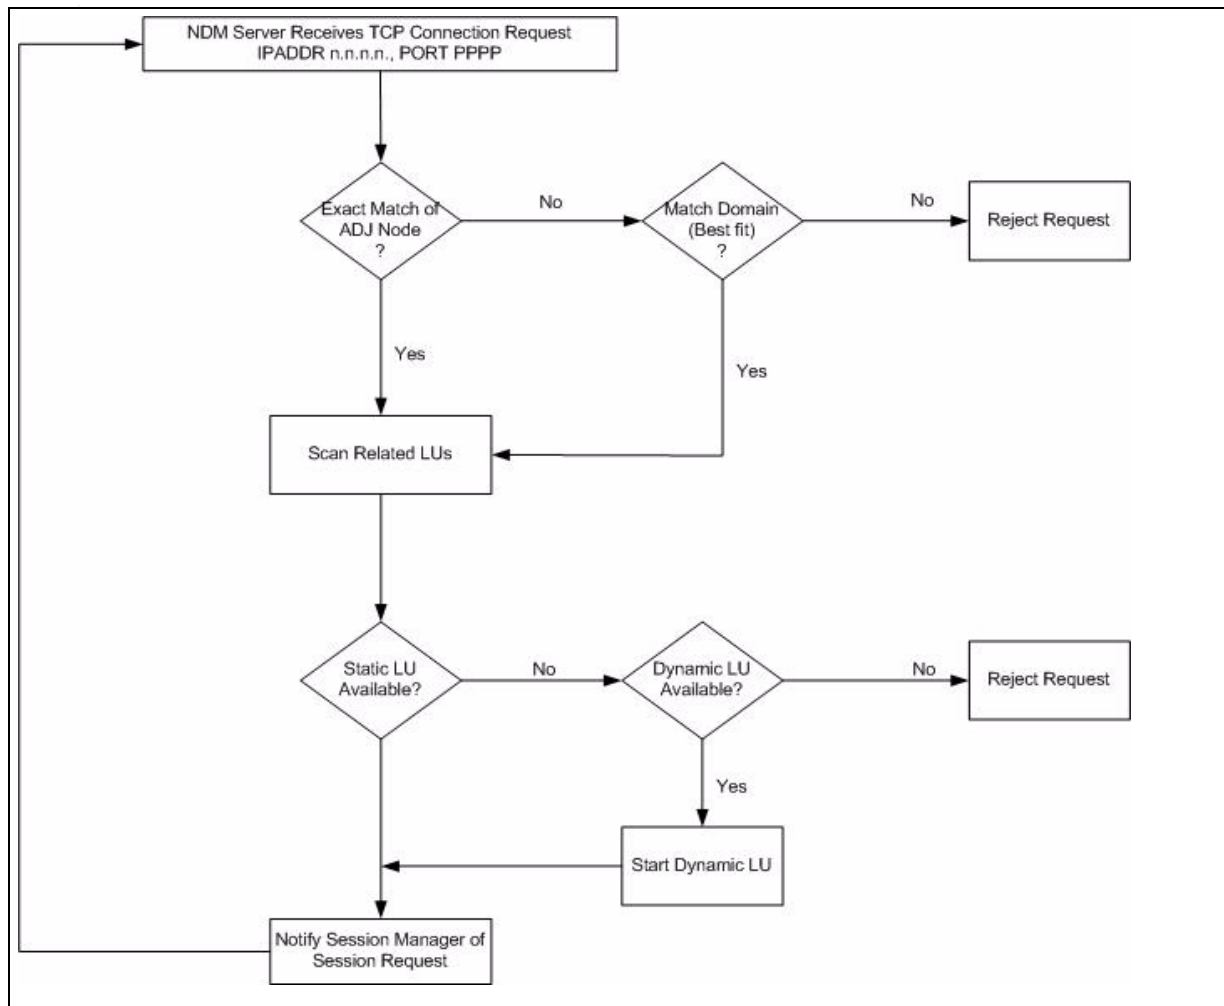 NDM Server Receives TCP Connection Request
IPADDR n.n.n.n., PORT PPPP
Exact Match of
ADJ Node
?
No
Match Domain
(Best fit)
?
No
Reject Request
Yes
Yes
Scan Related LUs
Static LU
Available?
No
Dynamic LU
Available?
No
Reject Request
Yes
Start Dynamic LU
Notify Session Manager of
Session Request